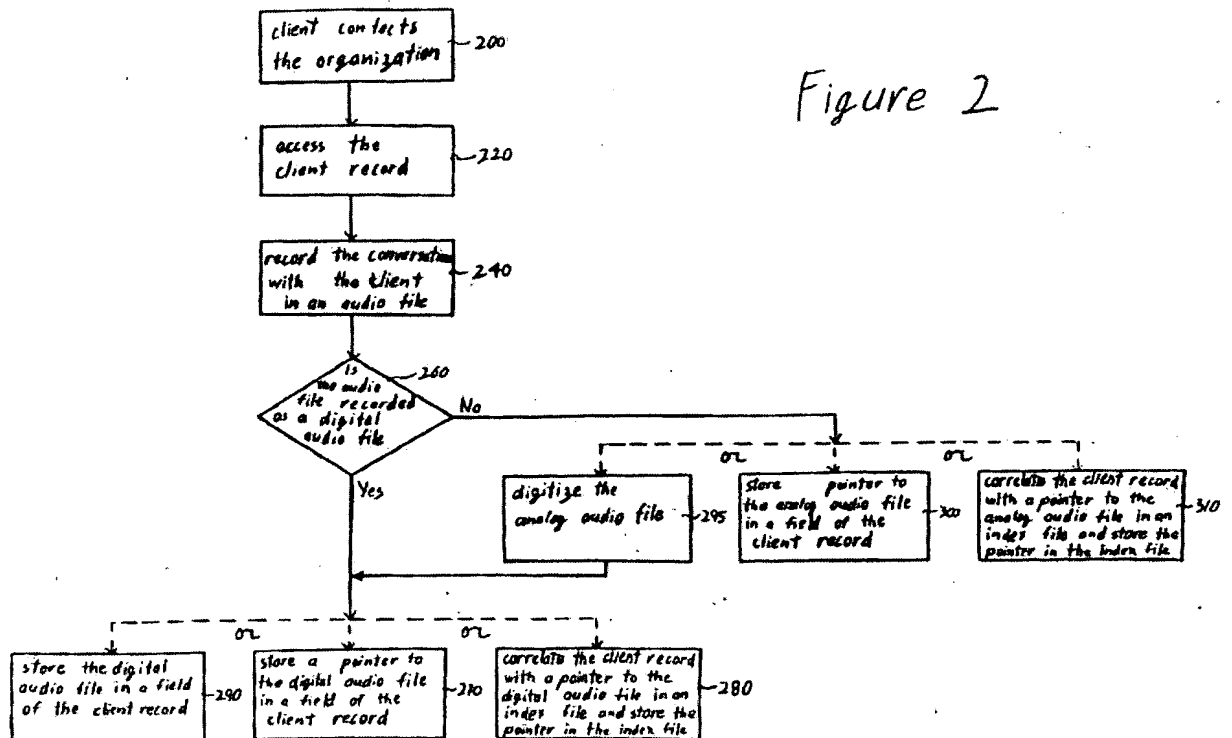 client contacts
the organization
200
Figure 2
access the
client record
220
record the conversation
with the client
in an audio file
240
Is
the audio
file recorded
as a digital
audio file
260
No
Yes
or
or
digitize the
analog audio file
295
store pointer to
the analog audio file
in a field of the
client record
300
correlate the client record
with a pointer to the
analog audio file in an
index file and store the
pointer in the index file
310
or
or
store the digital
audio file in a field
of the client record
290
store a pointer to
the digital audio file
in a field of the
client record
270
correlate the client record
with a pointer to the
digital audio file in an
index file and store the
pointer in the index file
280